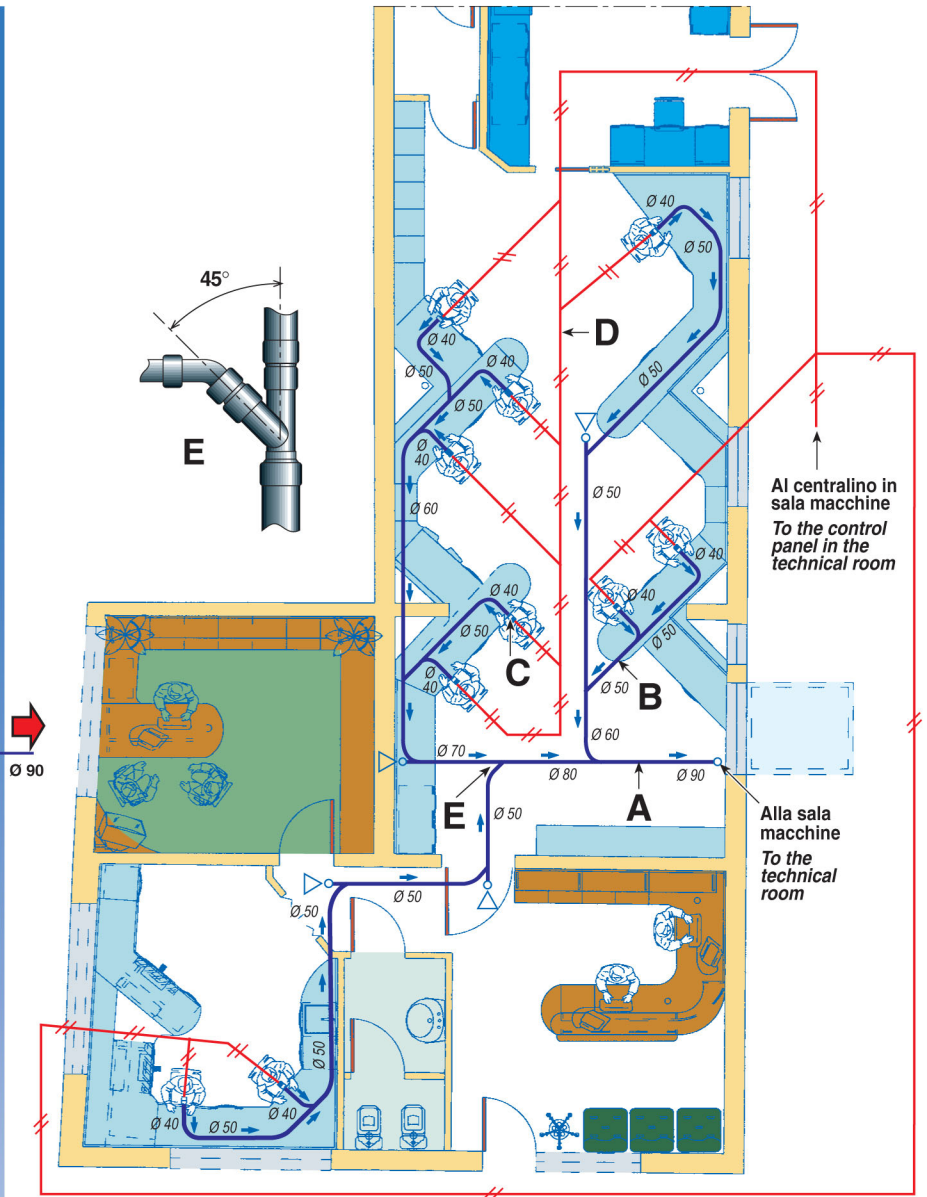 Ø 40
Ø 50
45°
D
Ø 40
Ø 40
Ø 50
Ø 50
Ø 50
E
Ø 40
Ø 60
Ø 50
Al centralino in
sala macchine
To the control
panel in the
technical room
Ø 40
Ø 40
Ø 40
Ø 50
Ø 50
C
B
Ø 40
Ø 50
Ø 70
Ø 60
Ø 90
Ø 80
Ø 90
E
A
Ø 50
Alla sala
macchine
To the
technical
room
Ø 50
Ø 50
Ø 50
Ø 40
Ø 40
Ø 50